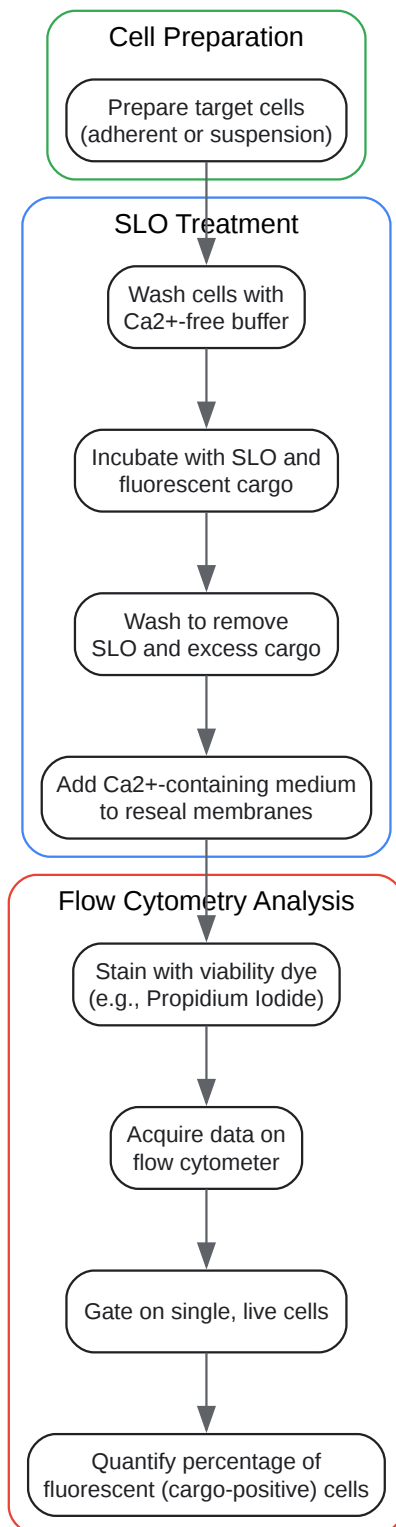 Cell Preparation
Prepare target cells
(adherent or suspension)
SLO Treatment
Wash cells with
Ca2+-free buffer
Incubate with SLO and
fluorescent cargo
Wash to remove
SLO and excess cargo
Add Ca2+-containing medium
to reseal membranes
Flow Cytometry Analysis
Stain with viability dye
(e.g., Propidium Iodide)
Acquire data on
flow cytometer
Gate on single, live cells
Quantify percentage of
fluorescent (cargo-positive) cells